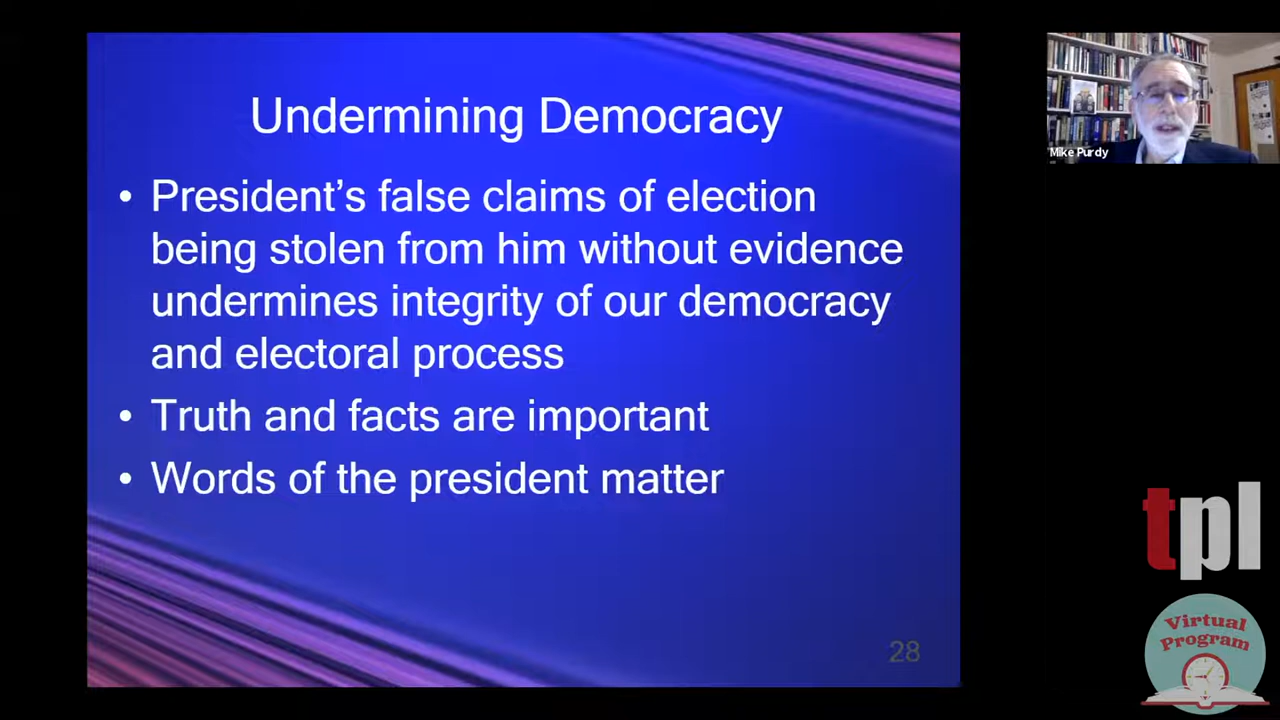 Undermining Democracy
• President's false claims of election
being stolen from him without evidence
undermines integrity of our democracy
and electoral process
• Truth and facts are important
• Words of the president matter
28
Mike Purdy
tpl
Virtual
Program